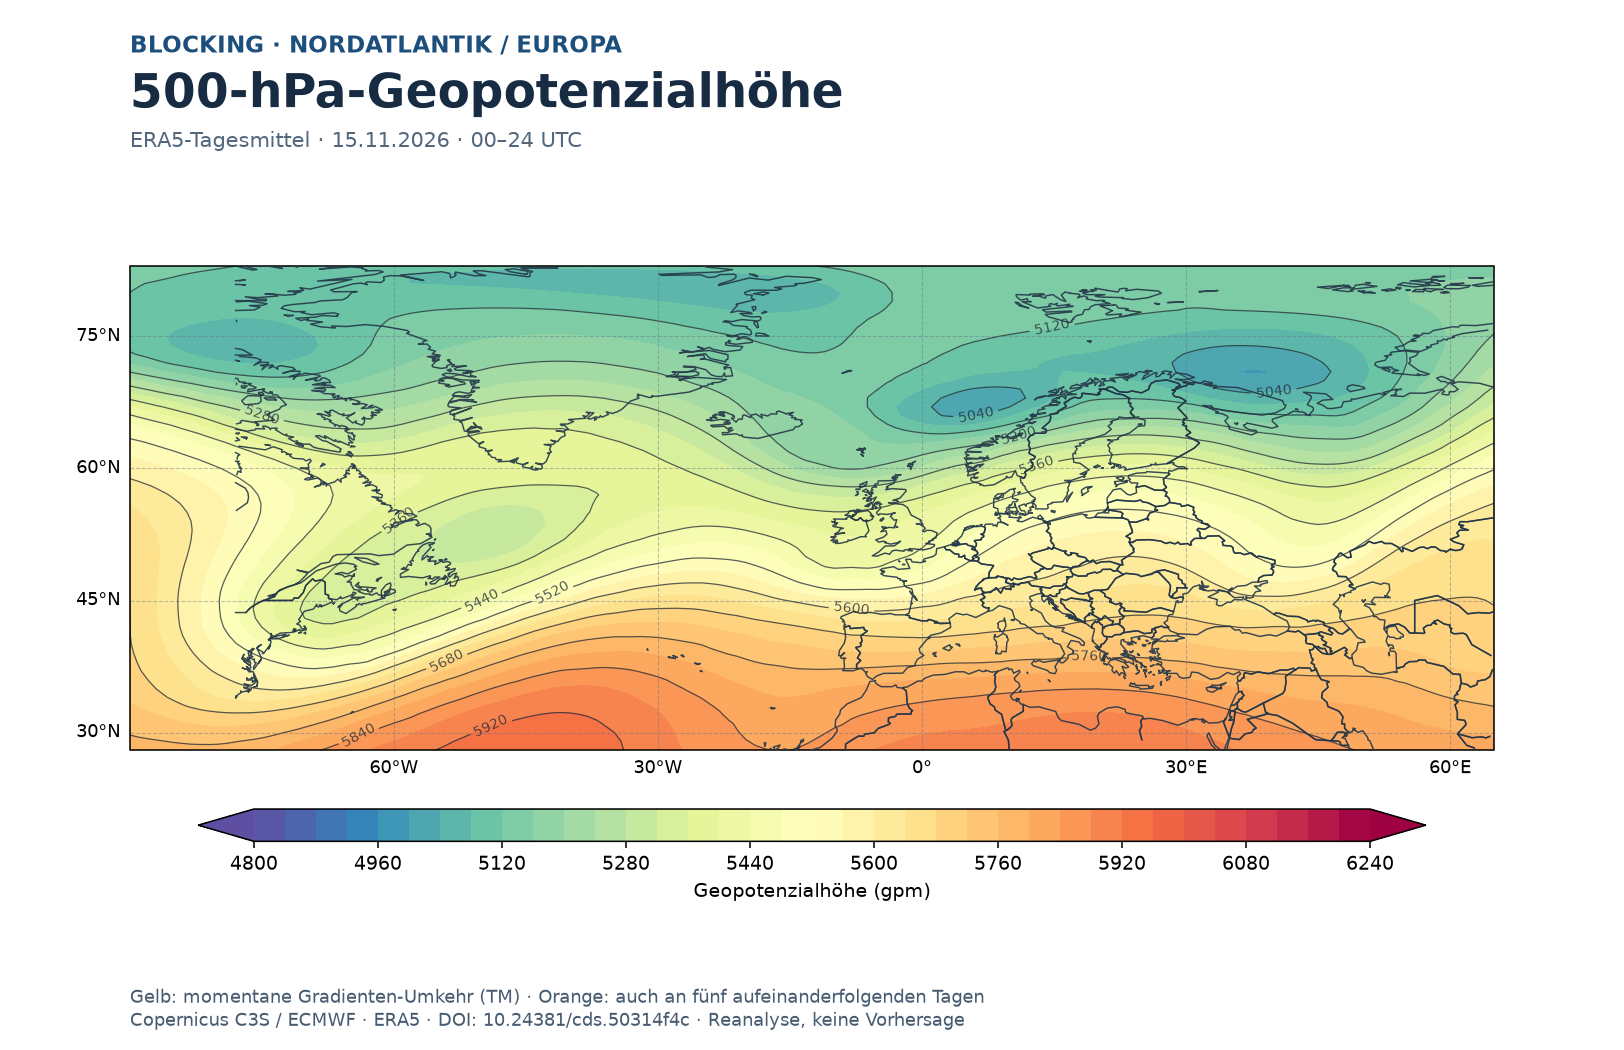 BLOCKING · NORDATLANTIK / EUROPA
500-hPa-Geopotenzialhöhe
ERA5-Tagesmittel · 15.11.2026 · 00–24 UTC
75°N
60°N
45°N
30°N
5120
5040
5040
5280
5200
5360
5360
5440
5520
5600
5680
5760
5840
5920
60°W 30°W 0° 30°E 60°E
4800 4960 5120 5280 5440 5600 5760 5920 6080 6240
Geopotenzialhöhe (gpm)
Gelb: momentane Gradienten-Umkehr (TM) · Orange: auch an fünf aufeinanderfolgenden Tagen
Copernicus C3S / ECMWF · ERA5 · DOI: 10.24381/cds.50314f4c · Reanalyse, keine Vorhersage